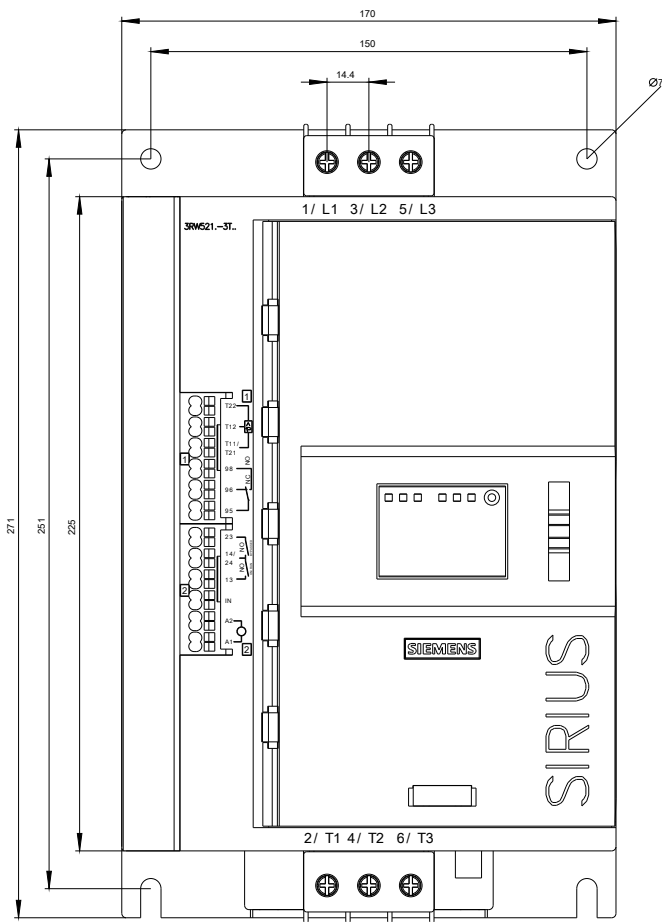 170
150
14.4
Ø7
271
251
225
1/ L1 3/ L2 5/ L3
3RW521.-3T..
1
T22
T12
T11/
T21
1
98
NO
96
NC
95
23
14/
NO
24
13
NO
2
IN
A2
A1
2
SIEMENS
SIRIUS
2/ T1 4/ T2 6/ T3